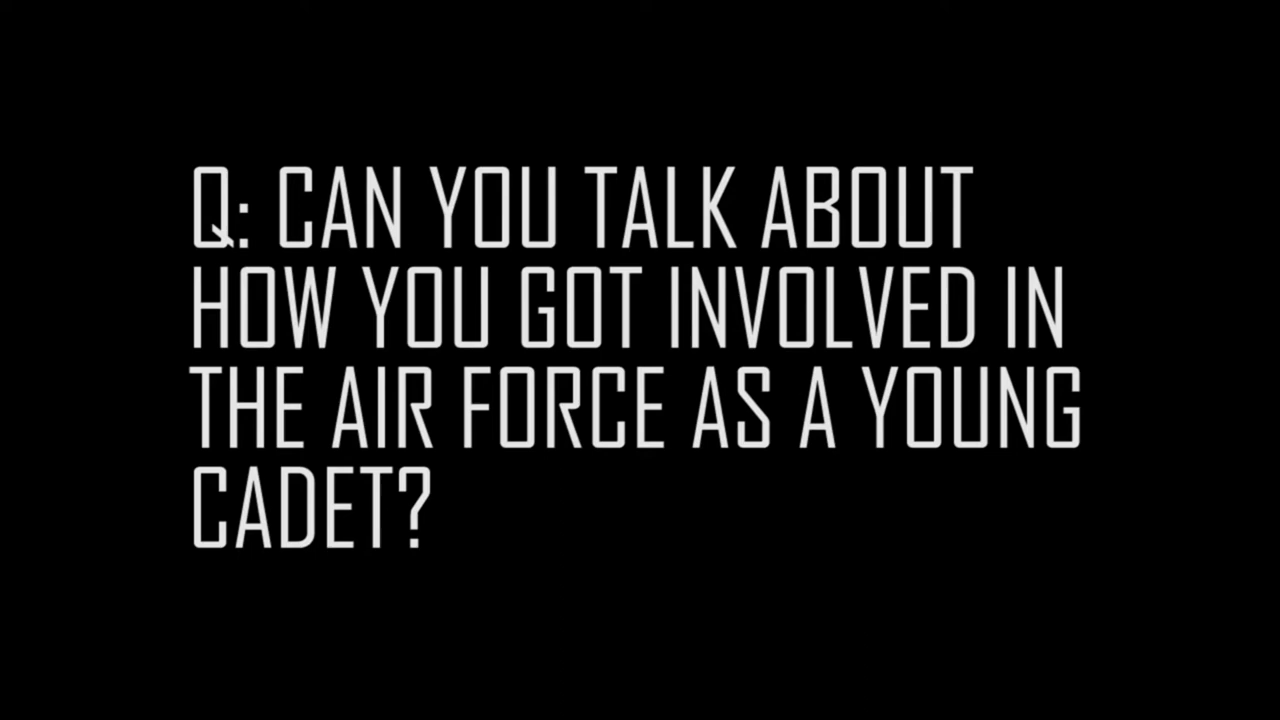 Q: CAN YOU TALK ABOUT
HOW YOU GOT INVOLVED IN
THE AIR FORCE AS A YOUNG
CADET?